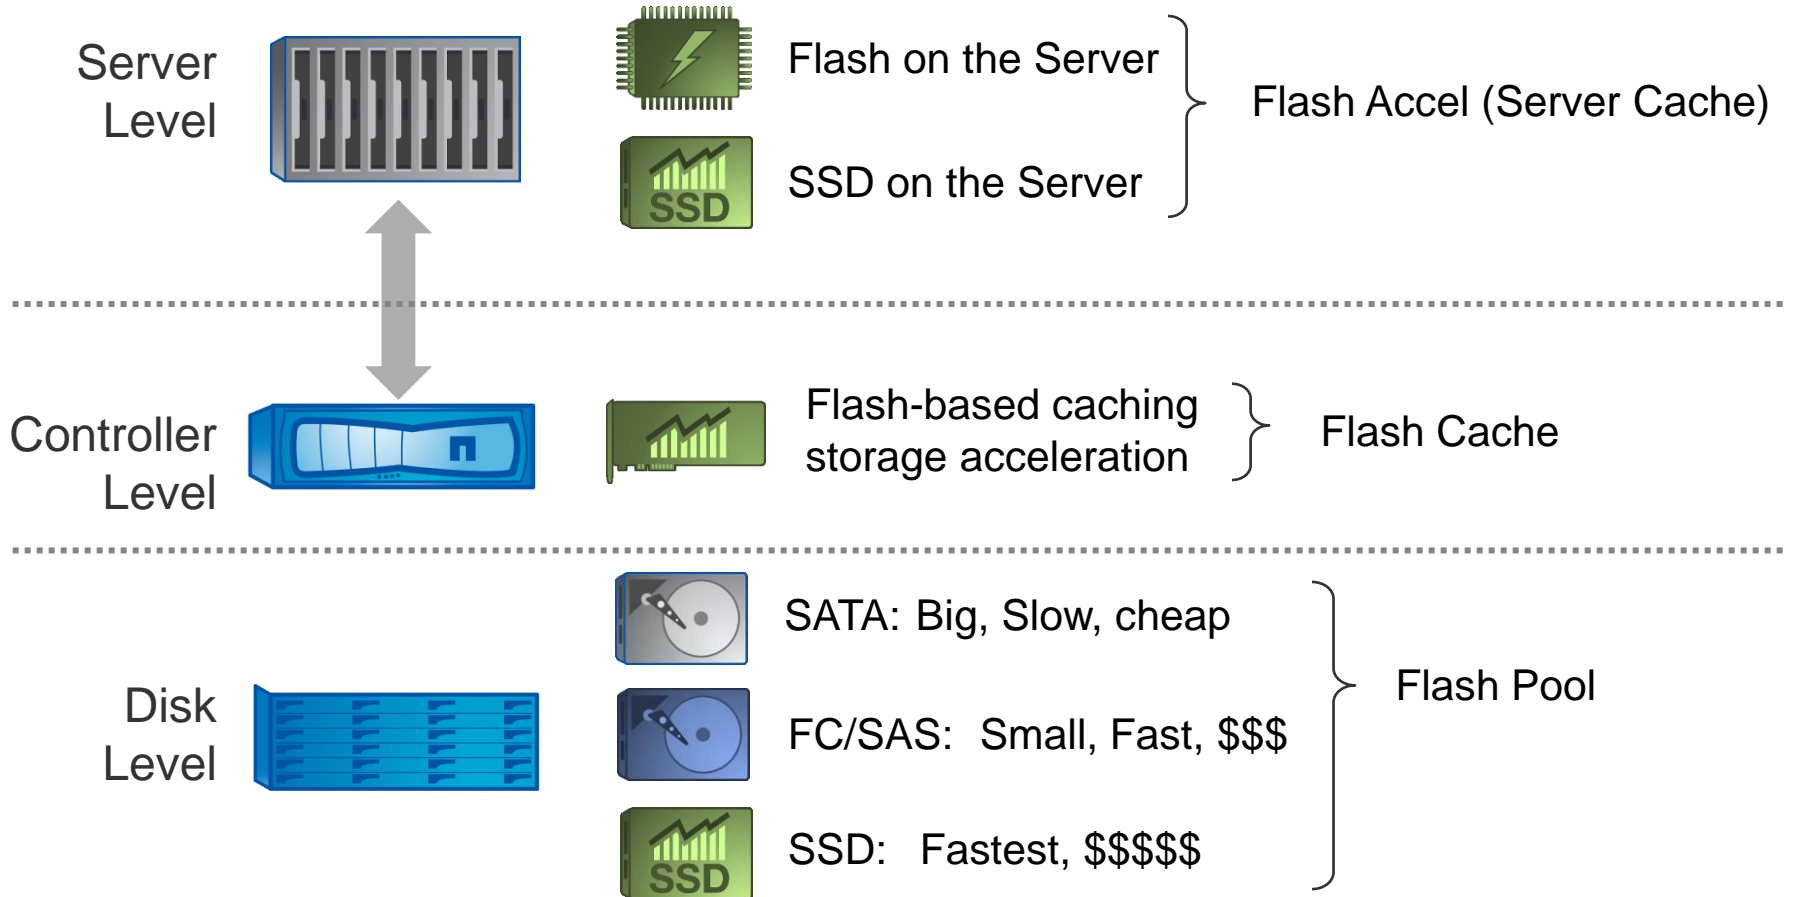 Server
Level
Flash on the Server
SSD
SSD on the Server
Flash Accel (Server Cache)
Controller
Level
Flash-based caching
storage acceleration
Flash Cache
Disk
Level
SATA: Big, Slow, cheap
FC/SAS: Small, Fast, $$$
SSD
SSD: Fastest, $$$$$
Flash Pool